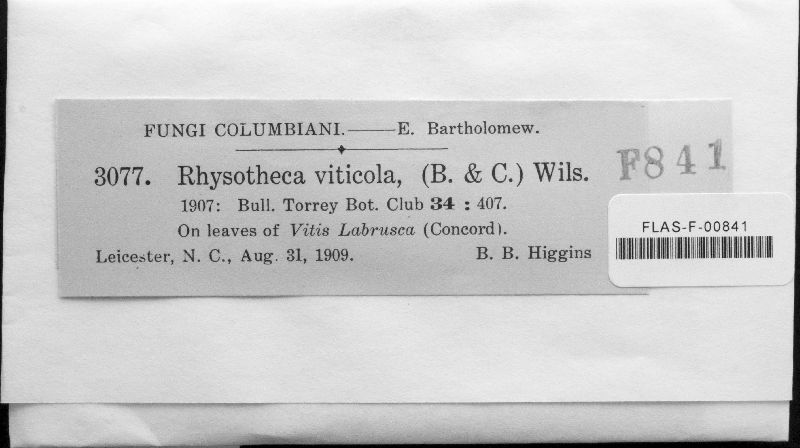 FUNGI COLUMBIANI.——E. Bartholomew.
3077. Rhysotheca viticola, (B. & C.) Wils.
1907: Bull. Torrey Bot. Club 34 : 407.
On leaves of Vitis Labrusca (Concord).
Leicester, N. C., Aug. 31, 1909. B. B. Higgins
F841
FLAS-F-00841